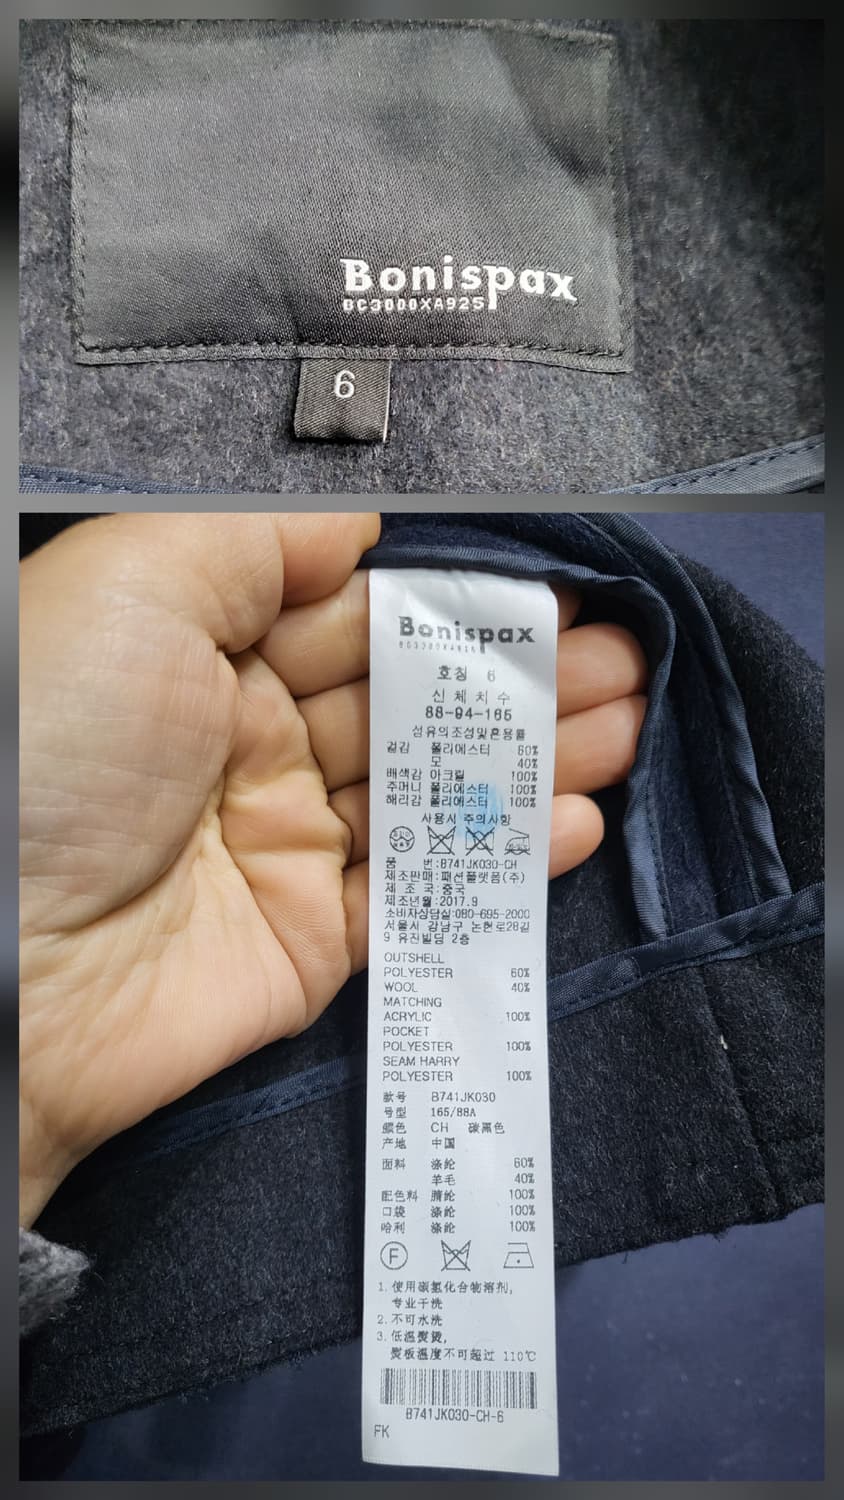 Bonispax
BC3000XA925
6
Bonispax
호칭 6
신체치수
88-94-165
섬유의조성및혼용률
겉감 폴리에스터 60%
모 40%
배색감 아크릴 100%
주머니 폴리에스터 100%
해리감 폴리에스터 100%
사용시 주의사항
품 번:B741JK030-CH
제조판매:패션플랫폼(주)
제 조 국:중국
제조년월:2017.9
소비자상담실:080-695-2000
서울시 강남구 논현로28길
9 유진빌딩 2층
OUTSHELL
POLYESTER 60%
WOOL 40%
MATCHING
ACRYLIC 100%
POCKET
POLYESTER 100%
SEAM HARRY
POLYESTER 100%
款号 B741JK030
号型 165/88A
颜色 CH 碳黑色
产地 中国
面料 涤纶 60%
羊毛 40%
配色料 腈纶 100%
口袋 涤纶 100%
哈利 涤纶 100%
F
1. 使用碳氢化合物溶剂,
专业干洗
2. 不可水洗
3. 低温熨烫,
熨板温度不可超过 110℃
B741JK030-CH-6
FK